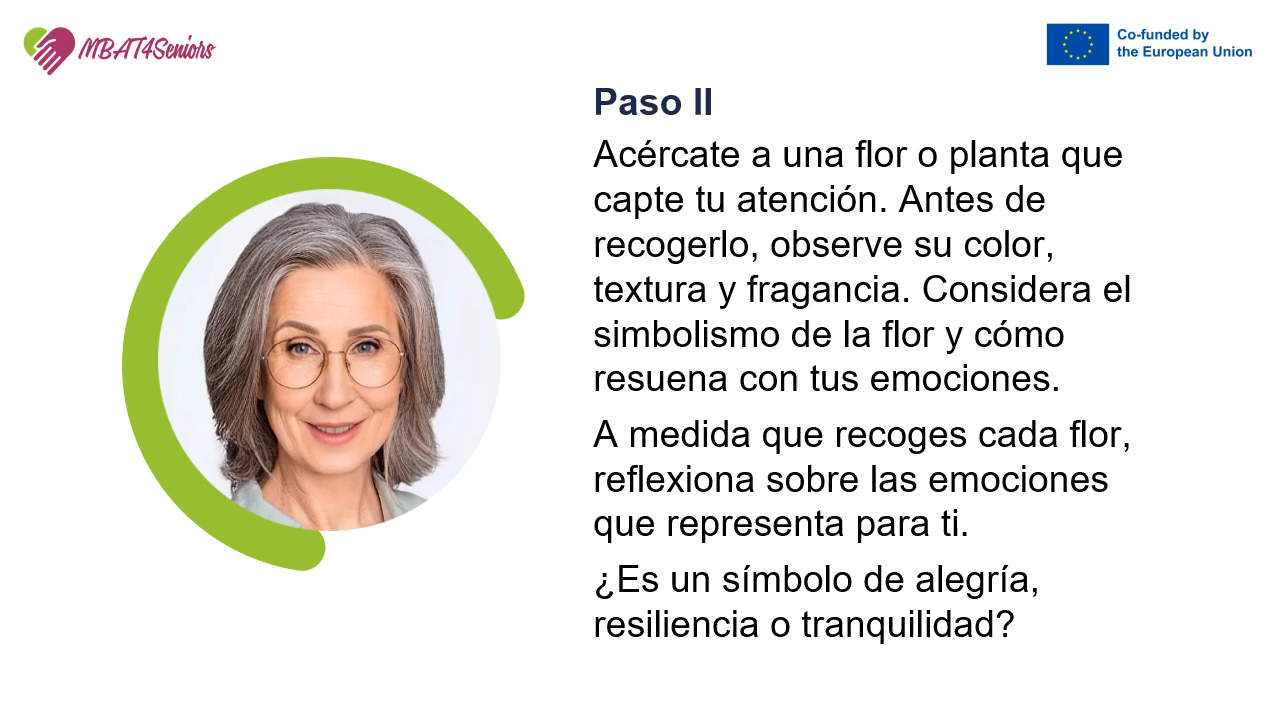 MBAT4Seniors
Co-funded by
the European Union
Paso II
Acércate a una flor o planta que
capte tu atención. Antes de
recogerlo, observe su color,
textura y fragancia. Considera el
simbolismo de la flor y cómo
resuena con tus emociones.
A medida que recoges cada flor,
reflexiona sobre las emociones
que representa para ti.
¿Es un símbolo de alegría,
resiliencia o tranquilidad?